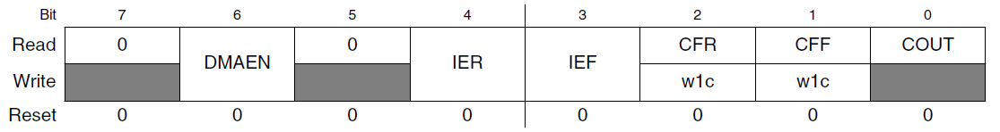 Bit 7 6 5 4 3 2 1 0
Read 0 DMAEN 0 IER IEF CFR CFF COUT
Write w1c w1c
Reset 0 0 0 0 0 0 0 0